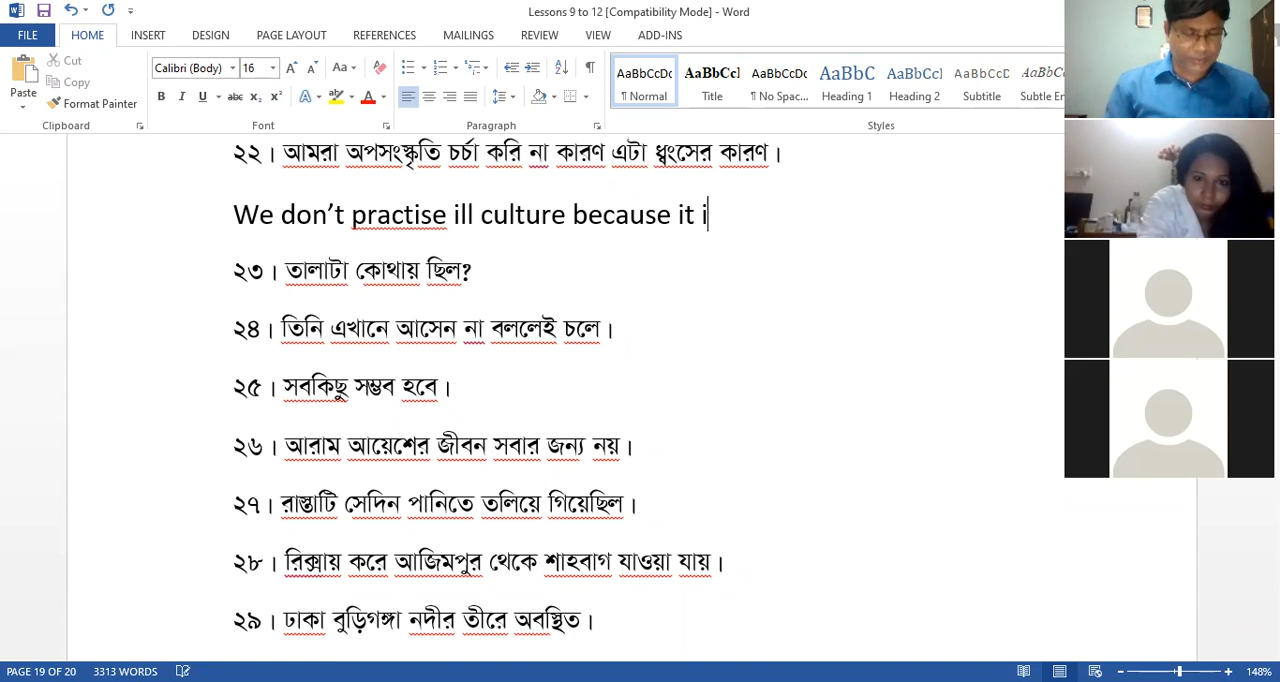 Lessons 9 to 12 [Compatibility Mode] - Word
FILE HOME INSERT DESIGN PAGE LAYOUT REFERENCES MAILINGS REVIEW VIEW ADD-INS
Cut
Copy
Format Painter
Paste
Calibri (Body) 16
AaBbCcDc AaBbCcI AaBbCcDc AaBbC AaBbCcI AaBbCcD AaBbCcD
¶ Normal Title ¶ No Spac... Heading 1 Heading 2 Subtitle Subtle En
Clipboard Font Paragraph Styles
২২। আমরা অপসংস্কৃতি চর্চা করি না কারণ এটা ধ্বংসের কারণ ।
We don’t practise ill culture because it i
২৩। তালাটা কোথায় ছিল?
২৪। তিনি এখানে আসেন না বললেই চলে ।
২৫। সবকিছু সম্ভব হবে ।
২৬। আরাম আয়েশের জীবন সবার জন্য নয় ।
২৭। রাস্তাটি সেদিন পানিতে তলিয়ে গিয়েছিল ।
২৮। রিক্সায় করে আজিমপুর থেকে শাহবাগ যাওয়া যায় ।
২৯। ঢাকা বুড়িগঙ্গা নদীর তীরে অবস্থিত ।
PAGE 19 OF 20 3313 WORDS 148%